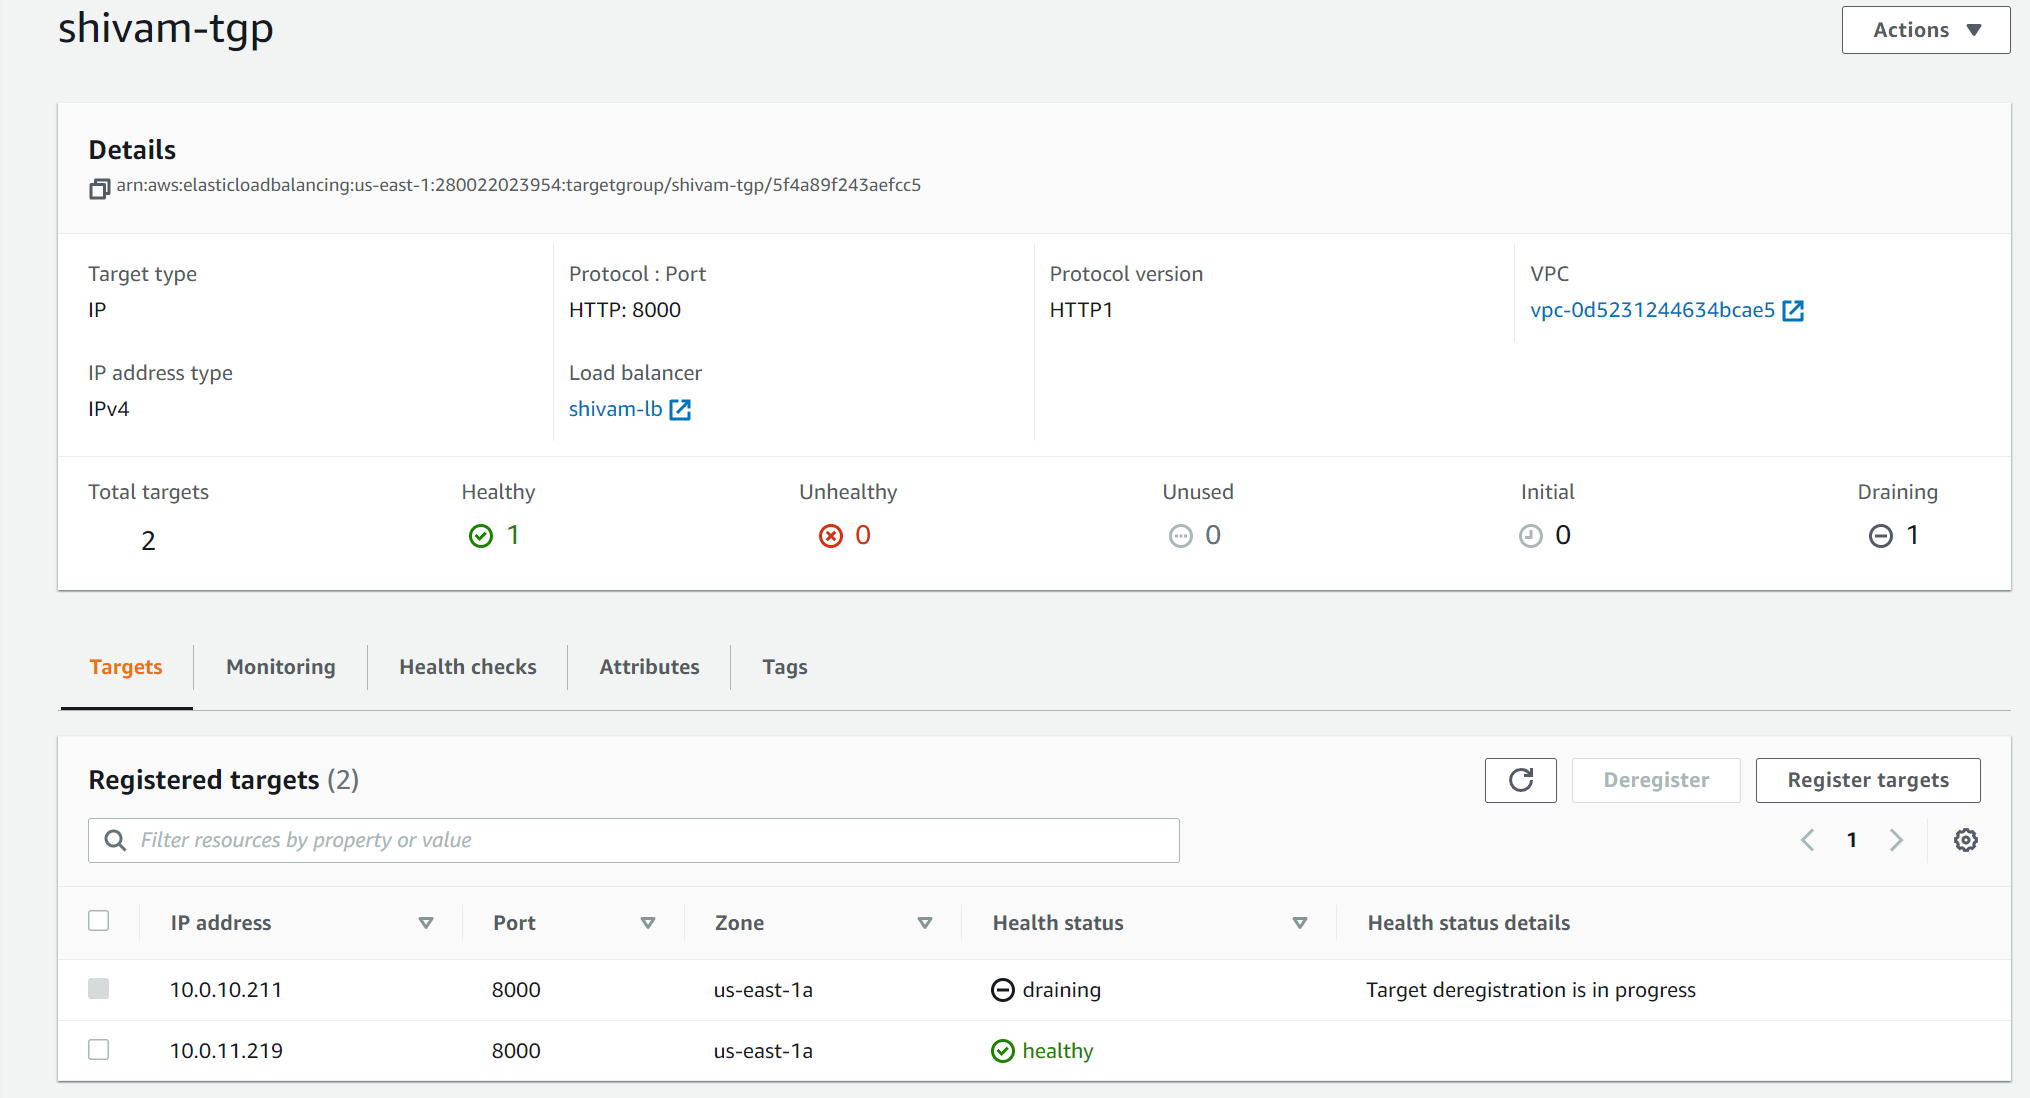 shivam-tgp
Actions
Details
arn:aws:elasticloadbalancing:us-east-1:280022023954:targetgroup/shivam-tgp/5f4a89f243aefcc5
Target type
Protocol : Port
Protocol version
VPC
IP
HTTP: 8000
HTTP1
vpc-0d5231244634bcae5
IP address type
Load balancer
IPv4
shivam-lb
Total targets
Healthy
Unhealthy
Unused
Initial
Draining
2
1
0
0
0
1
Targets
Monitoring
Health checks
Attributes
Tags
Registered targets (2)
Deregister
Register targets
Filter resources by property or value
1
IP address
Port
Zone
Health status
Health status details
10.0.10.211
8000
us-east-1a
draining
Target deregistration is in progress
10.0.11.219
8000
us-east-1a
healthy